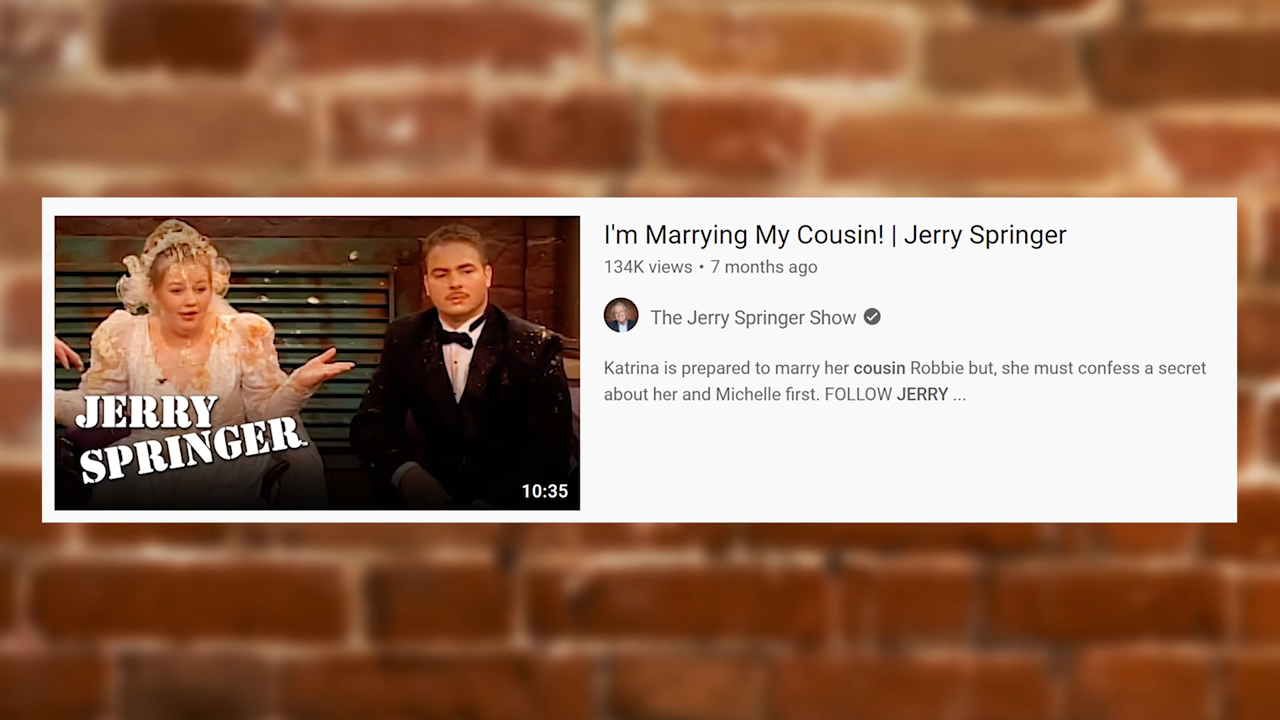 JERRY
SPRINGER
10:35
I'm Marrying My Cousin! | Jerry Springer
134K views • 7 months ago
The Jerry Springer Show
Katrina is prepared to marry her cousin Robbie but, she must confess a secret
about her and Michelle first. FOLLOW JERRY ...